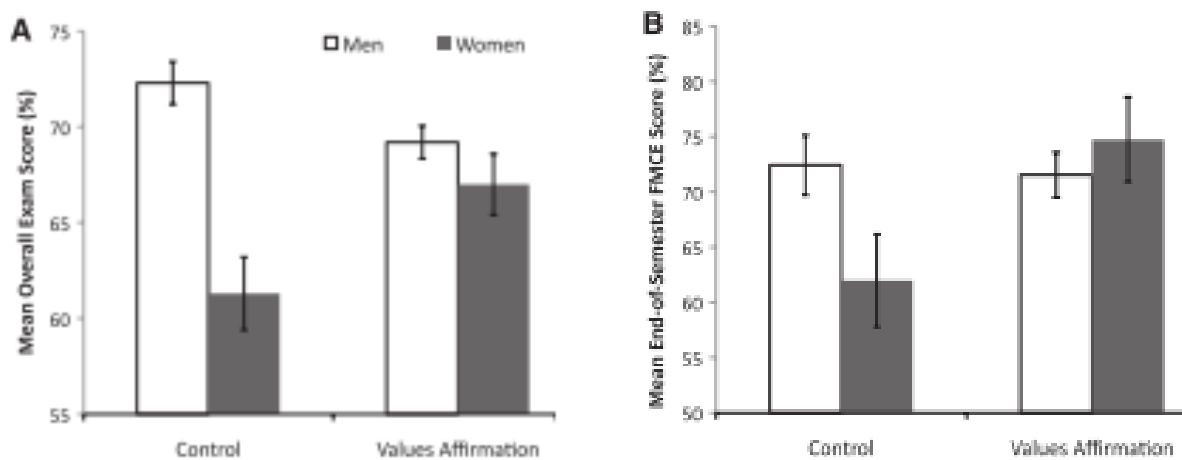 A
Mean Overall Exam Score (%)
75
70
65
60
55
Men
Women
Control
Values Affirmation
B
Mean End-of-Semester FMCE Score (%)
85
80
75
70
65
60
55
50
Control
Values Affirmation